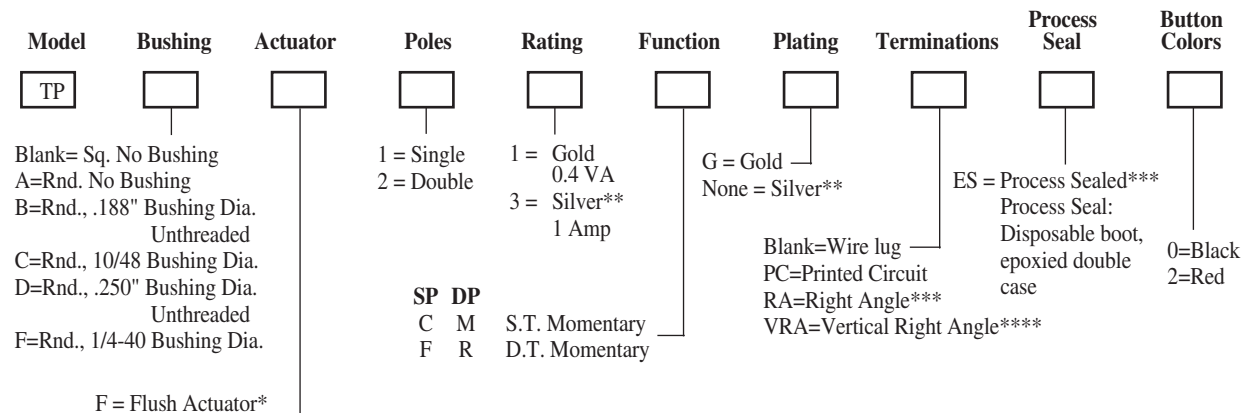 Model Bushing Actuator Poles Rating Function Plating Terminations Process Seal Button Colors
TP
Blank= Sq. No Bushing
A=Rnd. No Bushing
B=Rnd., .188" Bushing Dia.
Unthreaded
C=Rnd., 10/48 Bushing Dia.
D=Rnd., .250" Bushing Dia.
Unthreaded
F=Rnd., 1/4-40 Bushing Dia.
F = Flush Actuator*
1 = Single
2 = Double
1 = Gold
0.4 VA
3 = Silver**
1 Amp
SP DP
C M S.T. Momentary
F R D.T. Momentary
G = Gold
None = Silver**
Blank=Wire lug
PC=Printed Circuit
RA=Right Angle***
VRA=Vertical Right Angle****
ES = Process Sealed***
Process Seal:
Disposable boot,
epoxied double
case
0=Black
2=Red